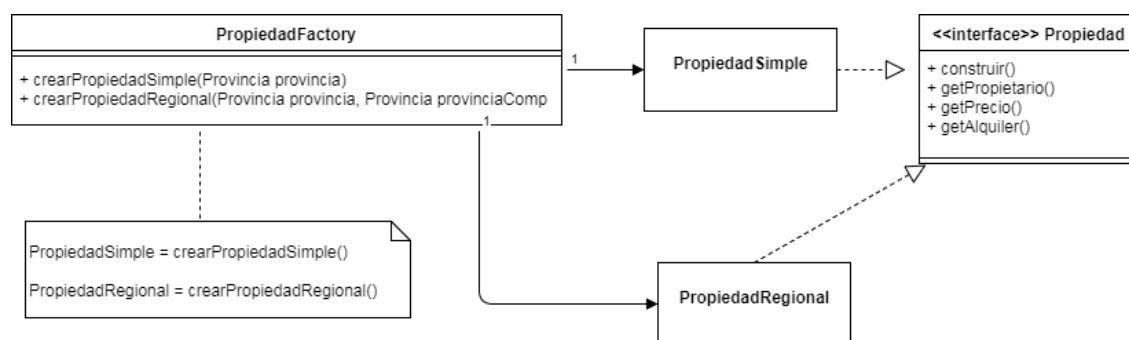 PropiedadFactory
+ crearPropiedadSimple(Provincia provincia)
+ crearPropiedadRegional(Provincia provincia, Provincia provinciaComp
1
1
PropiedadSimple
<<interface>> Propiedad
+ construir()
+ getPropietario()
+ getPrecio()
+ getAlquiler()
PropiedadSimple = crearPropiedadSimple()
PropiedadRegional = crearPropiedadRegional()
PropiedadRegional